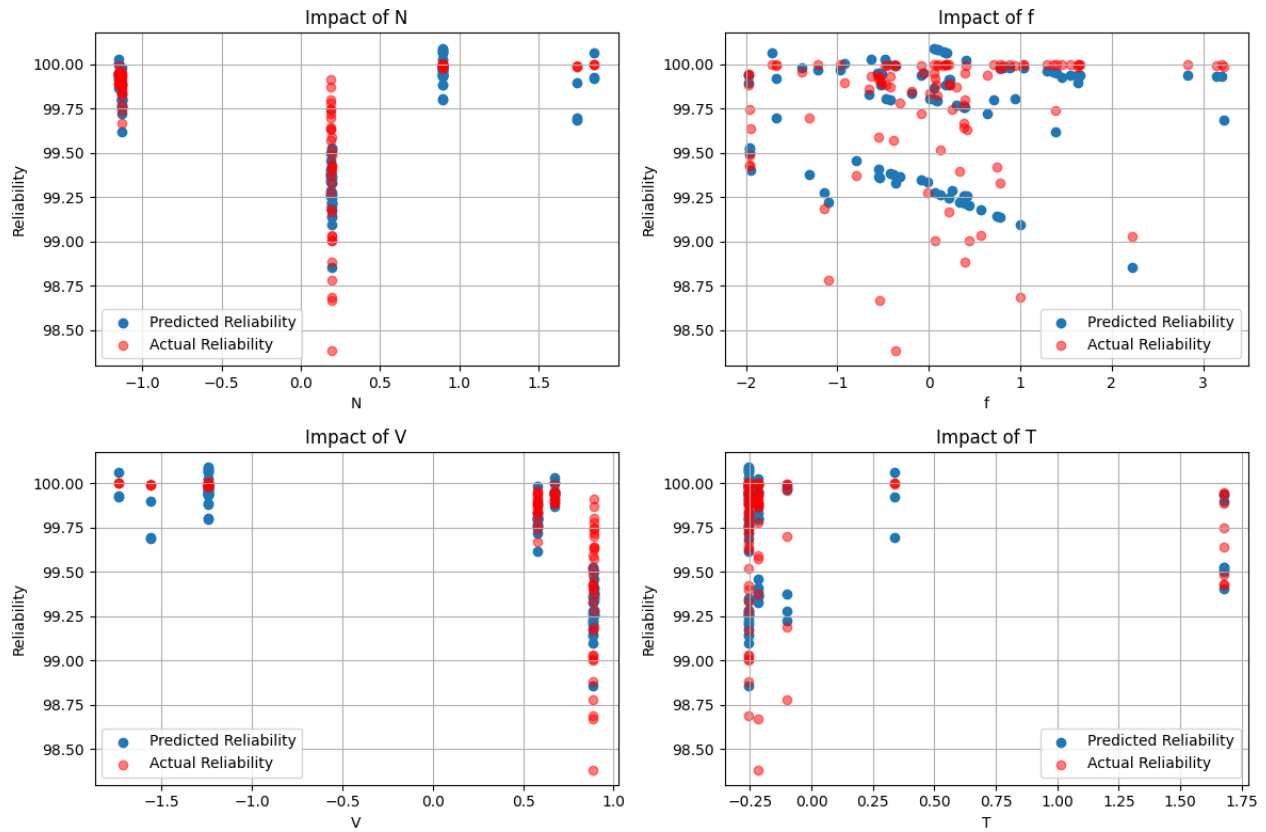 Impact of N
Reliability
100.00
99.75
99.50
99.25
99.00
98.75
98.50
Predicted Reliability
Actual Reliability
−1.0 −0.5 0.0 0.5 1.0 1.5
N
Impact of f
Reliability
100.00
99.75
99.50
99.25
99.00
98.75
98.50
Predicted Reliability
Actual Reliability
−2 −1 0 1 2 3
f
Impact of V
Reliability
100.00
99.75
99.50
99.25
99.00
98.75
98.50
Predicted Reliability
Actual Reliability
−1.5 −1.0 −0.5 0.0 0.5 1.0
V
Impact of T
Reliability
100.00
99.75
99.50
99.25
99.00
98.75
98.50
Predicted Reliability
Actual Reliability
−0.25 0.00 0.25 0.50 0.75 1.00 1.25 1.50 1.75
T